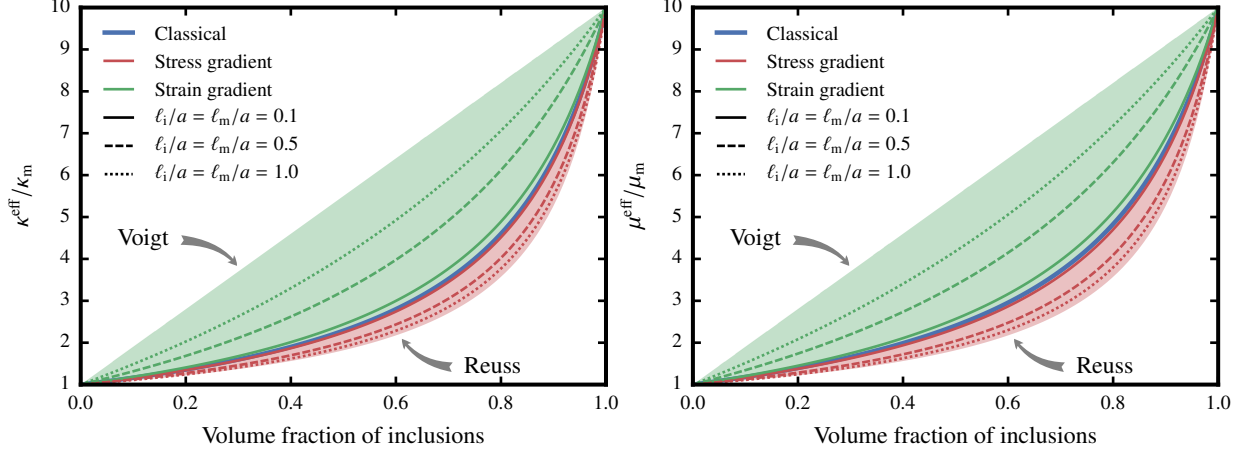 10
9
8
7
6
5
4
3
2
1
κ^eff/κ_m
Classical
Stress gradient
Strain gradient
ℓ_i/a = ℓ_m/a = 0.1
ℓ_i/a = ℓ_m/a = 0.5
ℓ_i/a = ℓ_m/a = 1.0
Voigt
Reuss
0.0 0.2 0.4 0.6 0.8 1.0
Volume fraction of inclusions
10
9
8
7
6
5
4
3
2
1
μ^eff/μ_m
Classical
Stress gradient
Strain gradient
ℓ_i/a = ℓ_m/a = 0.1
ℓ_i/a = ℓ_m/a = 0.5
ℓ_i/a = ℓ_m/a = 1.0
Voigt
Reuss
0.0 0.2 0.4 0.6 0.8 1.0
Volume fraction of inclusions